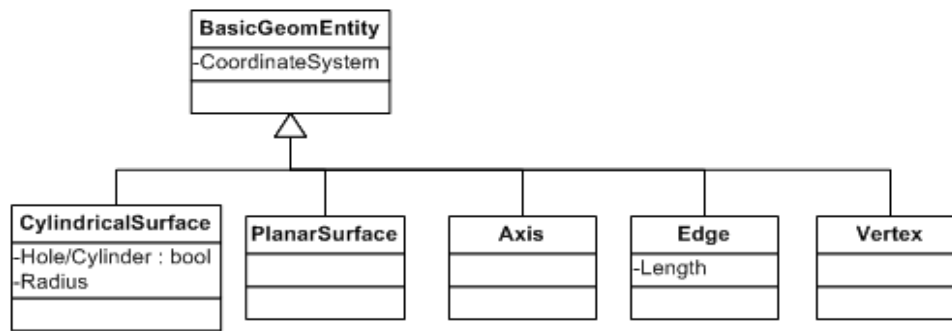 BasicGeomEntity
-CoordinateSystem
CylindricalSurface
-Hole/Cylinder : bool
-Radius
PlanarSurface
Axis
Edge
-Length
Vertex